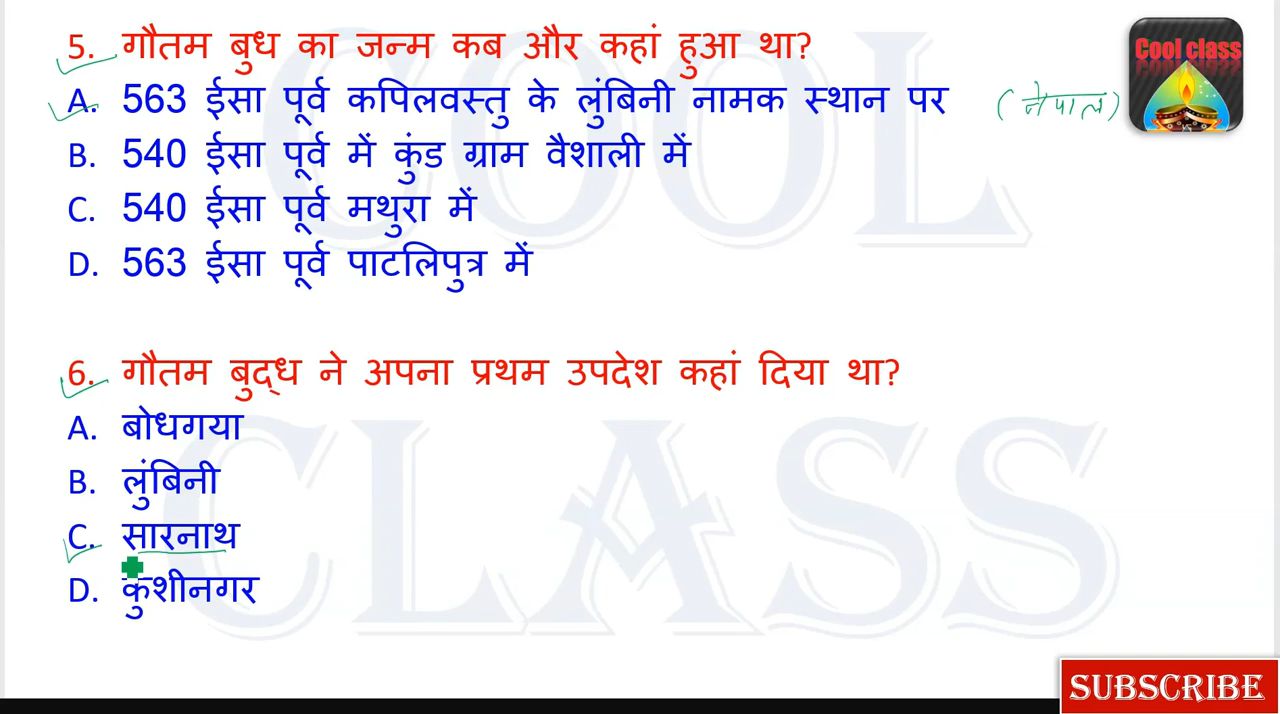 5. गौतम बुध का जन्म कब और कहां हुआ था?
A. 563 ईसा पूर्व कपिलवस्तु के लुंबिनी नामक स्थान पर (नेपाल)
B. 540 ईसा पूर्व में कुंड ग्राम वैशाली में
C. 540 ईसा पूर्व मथुरा में
D. 563 ईसा पूर्व पाटलिपुत्र में
6. गौतम बुद्ध ने अपना प्रथम उपदेश कहां दिया था?
A. बोधगया
B. लुंबिनी
C. सारनाथ
D. कुशीनगर
Cool class
COOL
CLASS
SUBSCRIBE